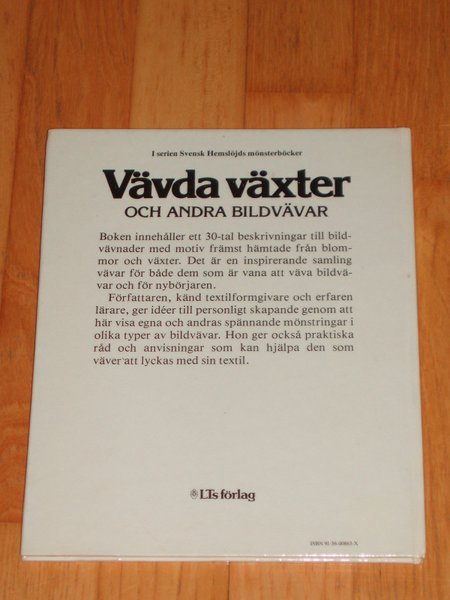 I serien Svensk Hemslöjds mönsterböcker
Vävda växter
OCH ANDRA BILDVÄVAR
Boken innehåller ett 30-tal beskrivningar till bild-
vävnader med motiv främst hämtade från blom-
mor och växter. Det är en inspirerande samling
vävar för både dem som är vana att väva bildvä-
var och för nybörjaren.
Författaren, känd textilformgivare och erfaren
lärare, ger idéer till personligt skapande genom att
här visa egna och andras spännande mönstringar i
olika typer av bildvävar. Hon ger också praktiska
råd och anvisningar som kan hjälpa den som
väver att lyckas med sin textil.
LTs förlag
ISBN 91-36-00863-X